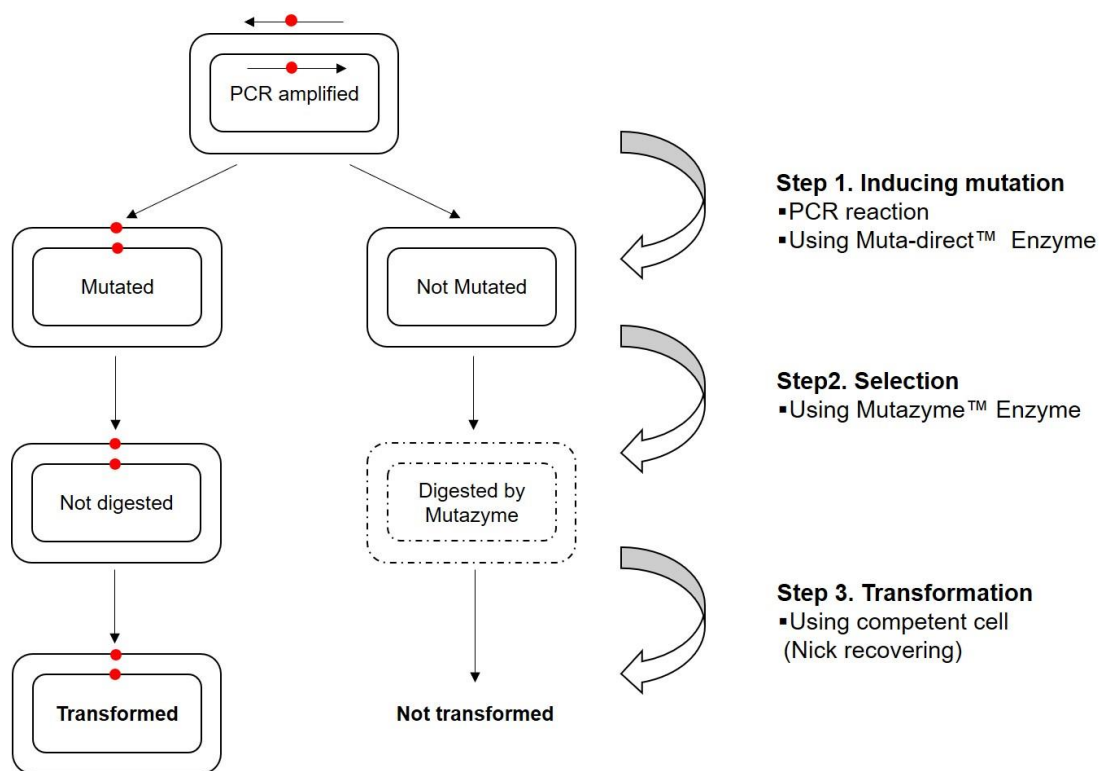 PCR amplified
Step 1. Inducing mutation
▪PCR reaction
▪Using Muta-direct™ Enzyme
Mutated
Not Mutated
Step2. Selection
▪Using Mutazyme™ Enzyme
Not digested
Digested by
Mutazyme
Step 3. Transformation
▪Using competent cell
(Nick recovering)
Transformed
Not transformed